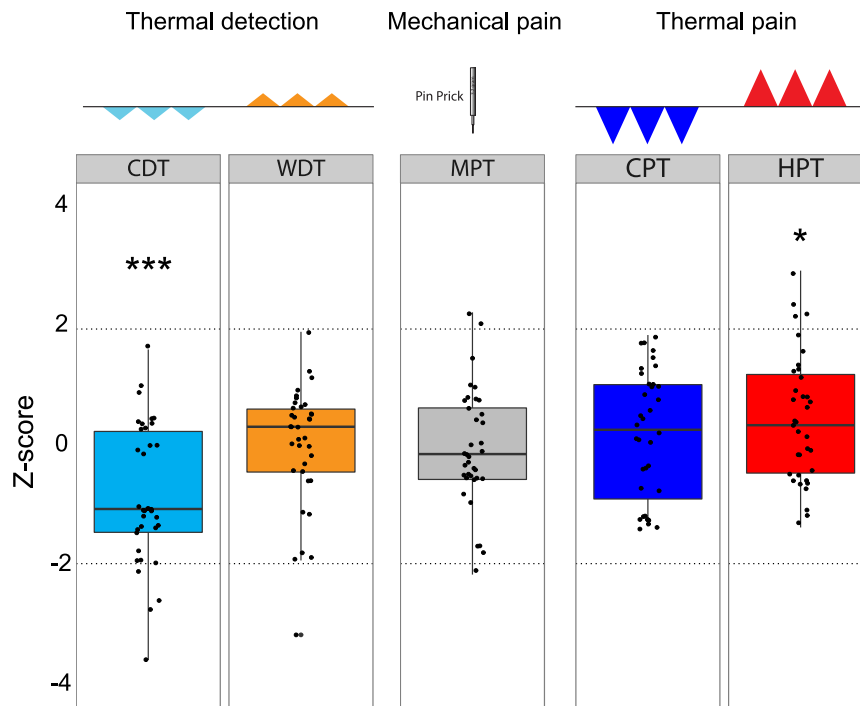 Thermal detection Mechanical pain Thermal pain
Pin Prick
CDT WDT MPT CPT HPT
4
***
*
2
0
-2
-4
Z-score